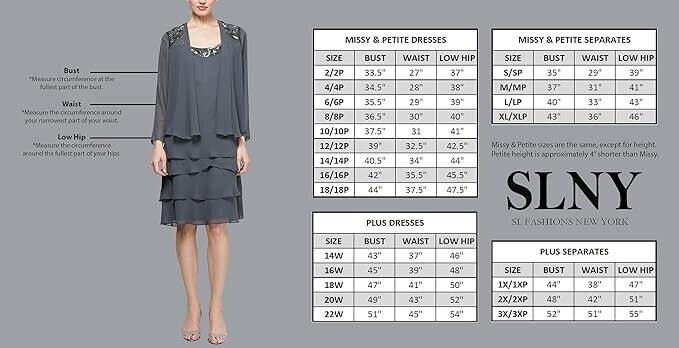 Bust
*Measure circumference at the
fullest part of the bust.
Waist
*Measure the circumference around
your narrowest part of your waist.
Low Hip
*Measure the circumference
around the fullest part of your hips.
MISSY & PETITE DRESSES
SIZE BUST WAIST LOW HIP
2/2P 33.5" 27" 37"
4/4P 34.5" 28" 38"
6/6P 35.5" 29" 39"
8/8P 36.5" 30" 40"
10/10P 37.5" 31 41"
12/12P 39" 32.5" 42.5"
14/14P 40.5" 34" 44"
16/16P 42" 35.5" 45.5"
18/18P 44" 37.5" 47.5"
PLUS DRESSES
SIZE BUST WAIST LOW HIP
14W 43" 37" 46"
16W 45" 39" 48"
18W 47" 41" 50"
20W 49" 43" 52"
22W 51" 45" 54"
MISSY & PETITE SEPARATES
SIZE BUST WAIST LOW HIP
S/SP 35" 29" 39"
M/MP 37" 31" 41"
L/LP 40" 33" 43"
XL/XLP 43" 36" 46"
Missy & Petite sizes are the same, except for height.
Petite height is approximately 4" shorter than Missy.
SLNY
SL FASHIONS NEW YORK
PLUS SEPARATES
SIZE BUST WAIST LOW HIP
1X/1XP 44" 38" 47"
2X/2XP 48" 42" 51"
3X/3XP 52" 51" 55"